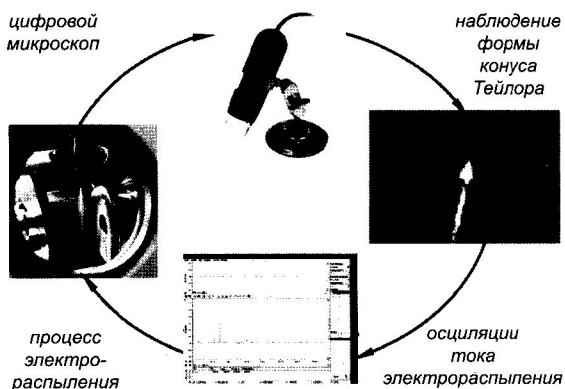 цифровой
микроскоп
наблюдение
формы
конуса
Тейлора
процесс
электро-
распыления
осциляции
тока
электрораспыления